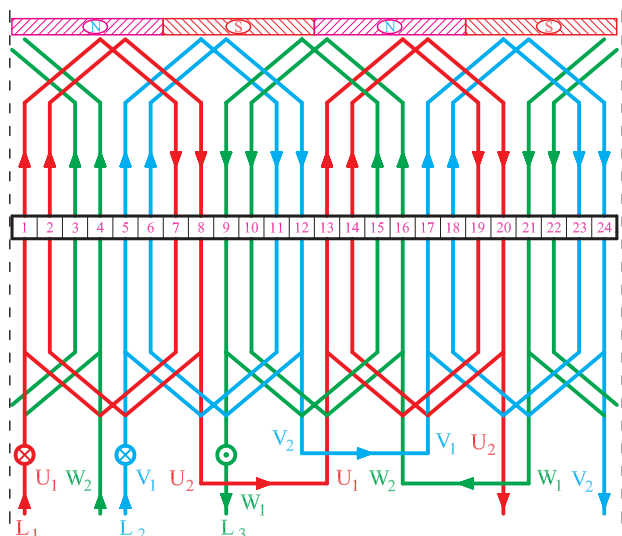 N S N S
1 2 3 4 5 6 7 8 9 10 11 12 13 14 15 16 17 18 19 20 21 22 23 24
V₂ V₁ U₂
U₁ W₂ V₁ U₂ W₁ U₁ W₂ W₁ V₂
L₁ L₂ L₃